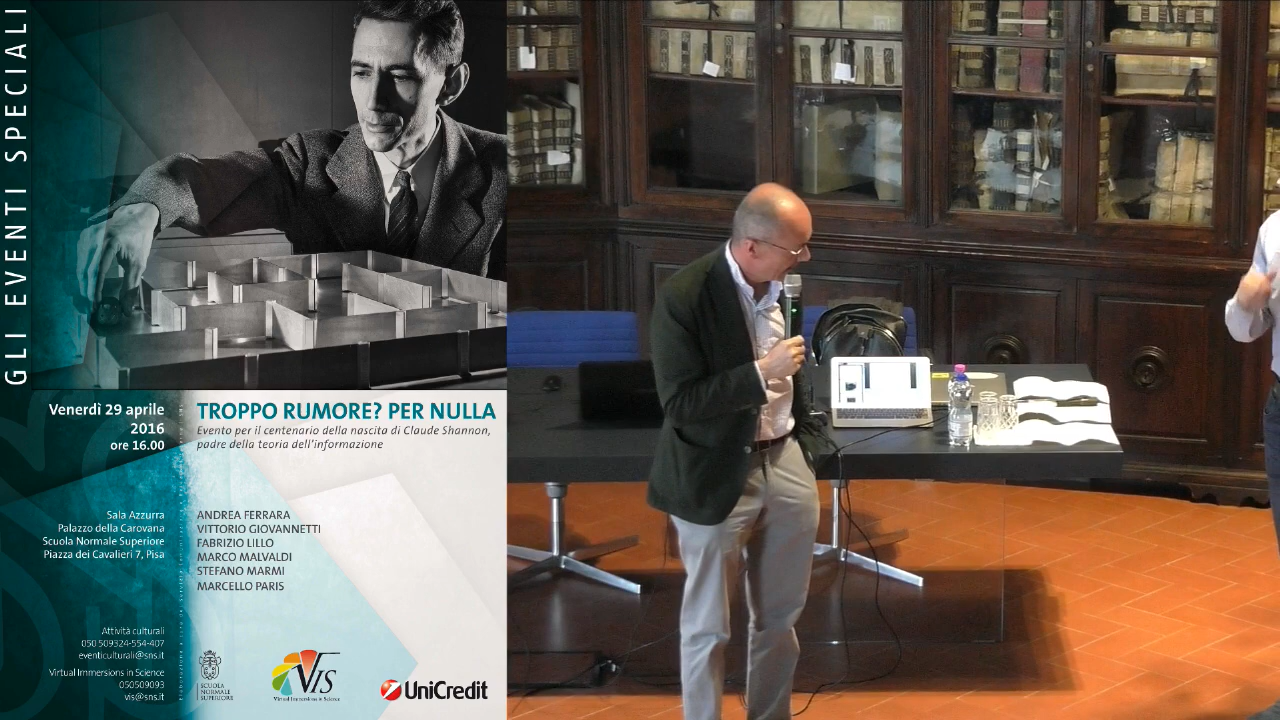 GLI EVENTI SPECIALI
Venerdì 29 aprile
2016
ore 16.00
TROPPO RUMORE? PER NULLA
Evento per il centenario della nascita di Claude Shannon,
padre della teoria dell'informazione
Sala Azzurra
Palazzo della Carovana
Scuola Normale Superiore
Piazza dei Cavalieri 7, Pisa
ANDREA FERRARA
VITTORIO GIOVANNETTI
FABRIZIO LILLO
MARCO MALVALDI
STEFANO MARMI
MARCELLO PARIS
Attività culturali
050 509324-554-407
eventiculturali@sns.it
Virtual Immersions in Science
050509093
vis@sns.it
SCUOLA
NORMALE
SUPERIORE
VIS
Virtual Immersions in Science
UniCredit